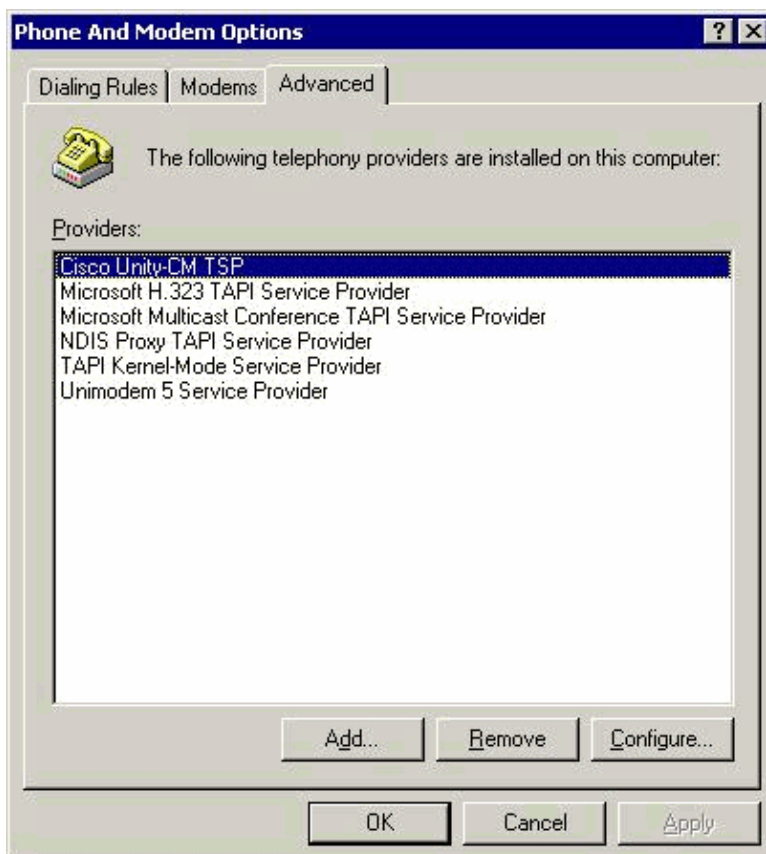 Phone And Modem Options
Dialing Rules Modems Advanced
The following telephony providers are installed on this computer:
Providers:
Cisco Unity-CM TSP
Microsoft H.323 TAPI Service Provider
Microsoft Multicast Conference TAPI Service Provider
NDIS Proxy TAPI Service Provider
TAPI Kernel-Mode Service Provider
Unimodem 5 Service Provider
Add... Remove Configure...
OK Cancel Apply